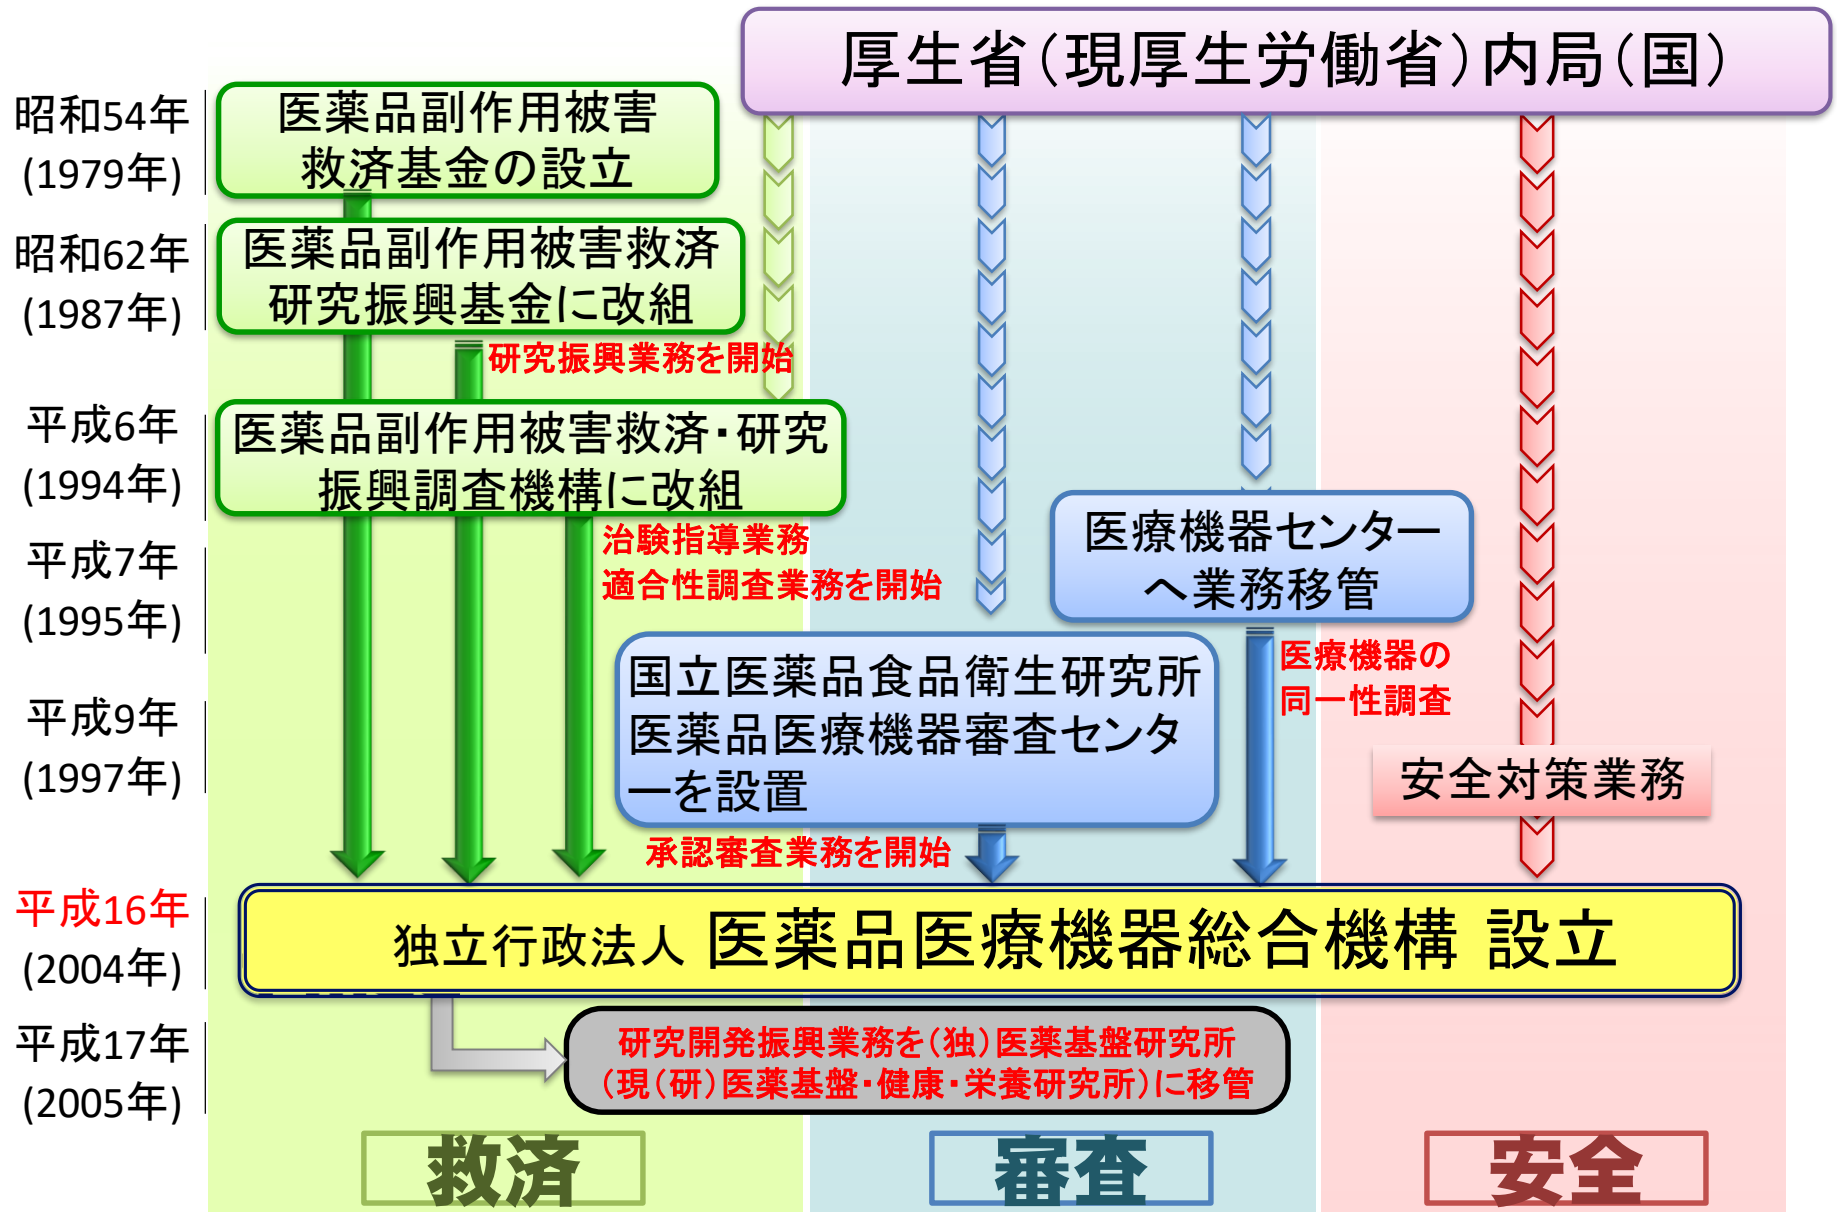 厚生省(現厚生労働省)内局(国)
昭和54年
(1979年)
医薬品副作用被害
救済基金の設立
昭和62年
(1987年)
医薬品副作用被害救済
研究振興基金に改組
研究振興業務を開始
平成6年
(1994年)
医薬品副作用被害救済・研究
振興調査機構に改組
治験指導業務
適合性調査業務を開始
平成7年
(1995年)
医療機器センター
へ業務移管
医療機器の
同一性調査
平成9年
(1997年)
国立医薬品食品衛生研究所
医薬品医療機器審査センタ
ーを設置
承認審査業務を開始
安全対策業務
平成16年
(2004年)
独立行政法人 医薬品医療機器総合機構 設立
平成17年
(2005年)
研究開発振興業務を(独)医薬基盤研究所
(現(研)医薬基盤・健康・栄養研究所)に移管
救済
審査
安全